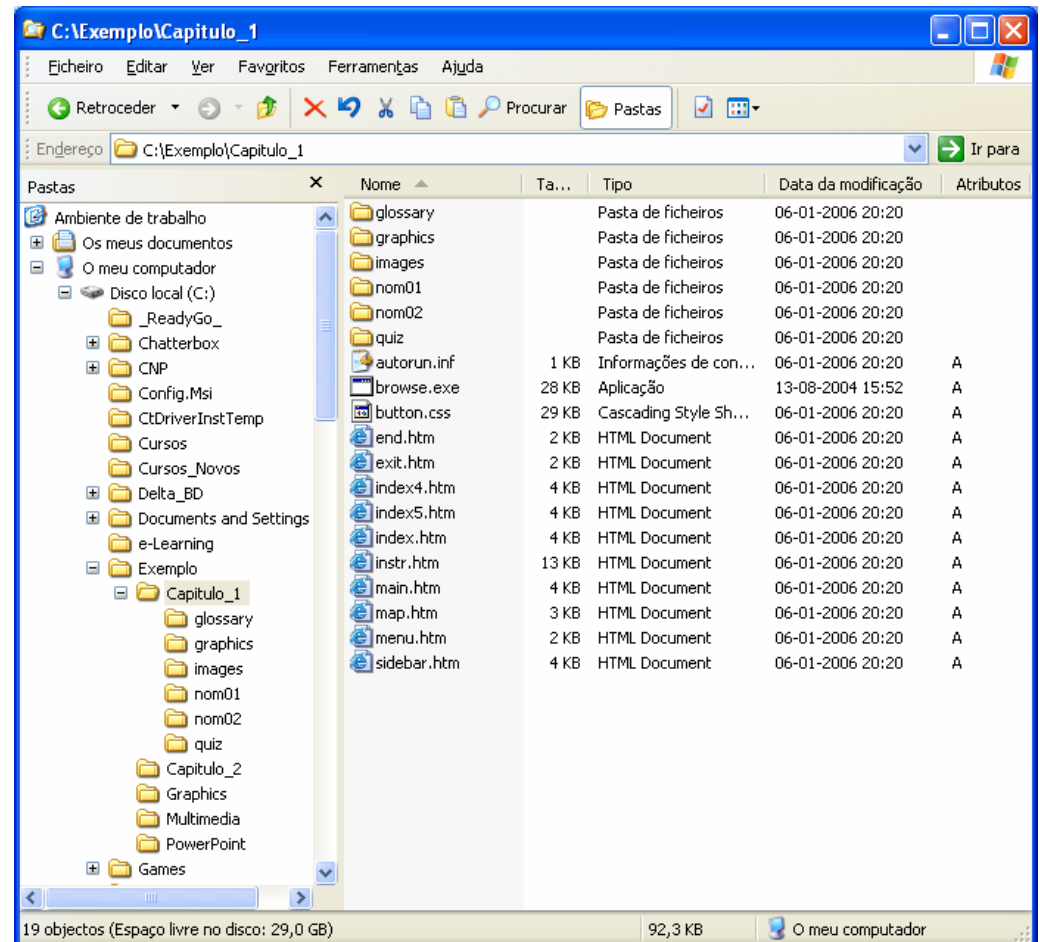 C:\Exemplo\Capitulo_1
Ficheiro Editar Ver Favoritos Ferramentas Ajuda
Retroceder Procurar Pastas
Endereço C:\Exemplo\Capitulo_1 Ir para
Pastas
Ambiente de trabalho
Os meus documentos
O meu computador
Disco local (C:)
_ReadyGo_
Chatterbox
CNP
Config.Msi
CtDriverInstTemp
Cursos
Cursos_Novos
Delta_BD
Documents and Settings
e-Learning
Exemplo
Capitulo_1
glossary
graphics
images
nom01
nom02
quiz
Capitulo_2
Graphics
Multimedia
PowerPoint
Games
Nome Ta... Tipo Data da modificação Atributos
glossary Pasta de ficheiros 06-01-2006 20:20
graphics Pasta de ficheiros 06-01-2006 20:20
images Pasta de ficheiros 06-01-2006 20:20
nom01 Pasta de ficheiros 06-01-2006 20:20
nom02 Pasta de ficheiros 06-01-2006 20:20
quiz Pasta de ficheiros 06-01-2006 20:20
autorun.inf 1 KB Informações de con... 06-01-2006 20:20 A
browse.exe 28 KB Aplicação 13-08-2004 15:52 A
button.css 29 KB Cascading Style Sh... 06-01-2006 20:20 A
end.htm 2 KB HTML Document 06-01-2006 20:20 A
exit.htm 2 KB HTML Document 06-01-2006 20:20 A
index4.htm 4 KB HTML Document 06-01-2006 20:20 A
index5.htm 4 KB HTML Document 06-01-2006 20:20 A
index.htm 4 KB HTML Document 06-01-2006 20:20 A
instr.htm 13 KB HTML Document 06-01-2006 20:20 A
main.htm 4 KB HTML Document 06-01-2006 20:20 A
map.htm 3 KB HTML Document 06-01-2006 20:20 A
menu.htm 2 KB HTML Document 06-01-2006 20:20 A
sidebar.htm 4 KB HTML Document 06-01-2006 20:20 A
19 objectos (Espaço livre no disco: 29,0 GB) 92,3 KB O meu computador